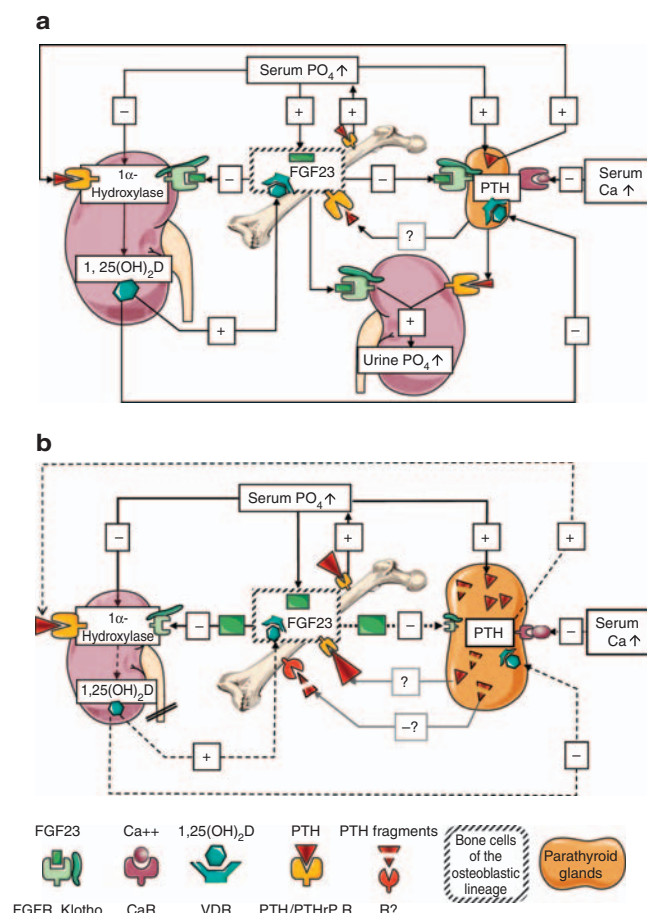 a
Serum PO4↑
−
+
+
+
+
1α-
Hydroxylase
−
FGF23
−
PTH
−
Serum
Ca↑
?
1, 25(OH)2D
+
+
−
Urine PO4↑
b
Serum PO4↑
−
+
+
+
1α-
Hydroxylase
−
FGF23
−
PTH
−
Serum
Ca↑
?
1,25(OH)2D
−?
+
−
FGF23
Ca++
1,25(OH)2D
PTH
PTH fragments
Bone cells
of the
osteoblastic
lineage
Parathyroid
glands
FGFR Klotho
CaR
VDR
PTH/PTHrP R
R?